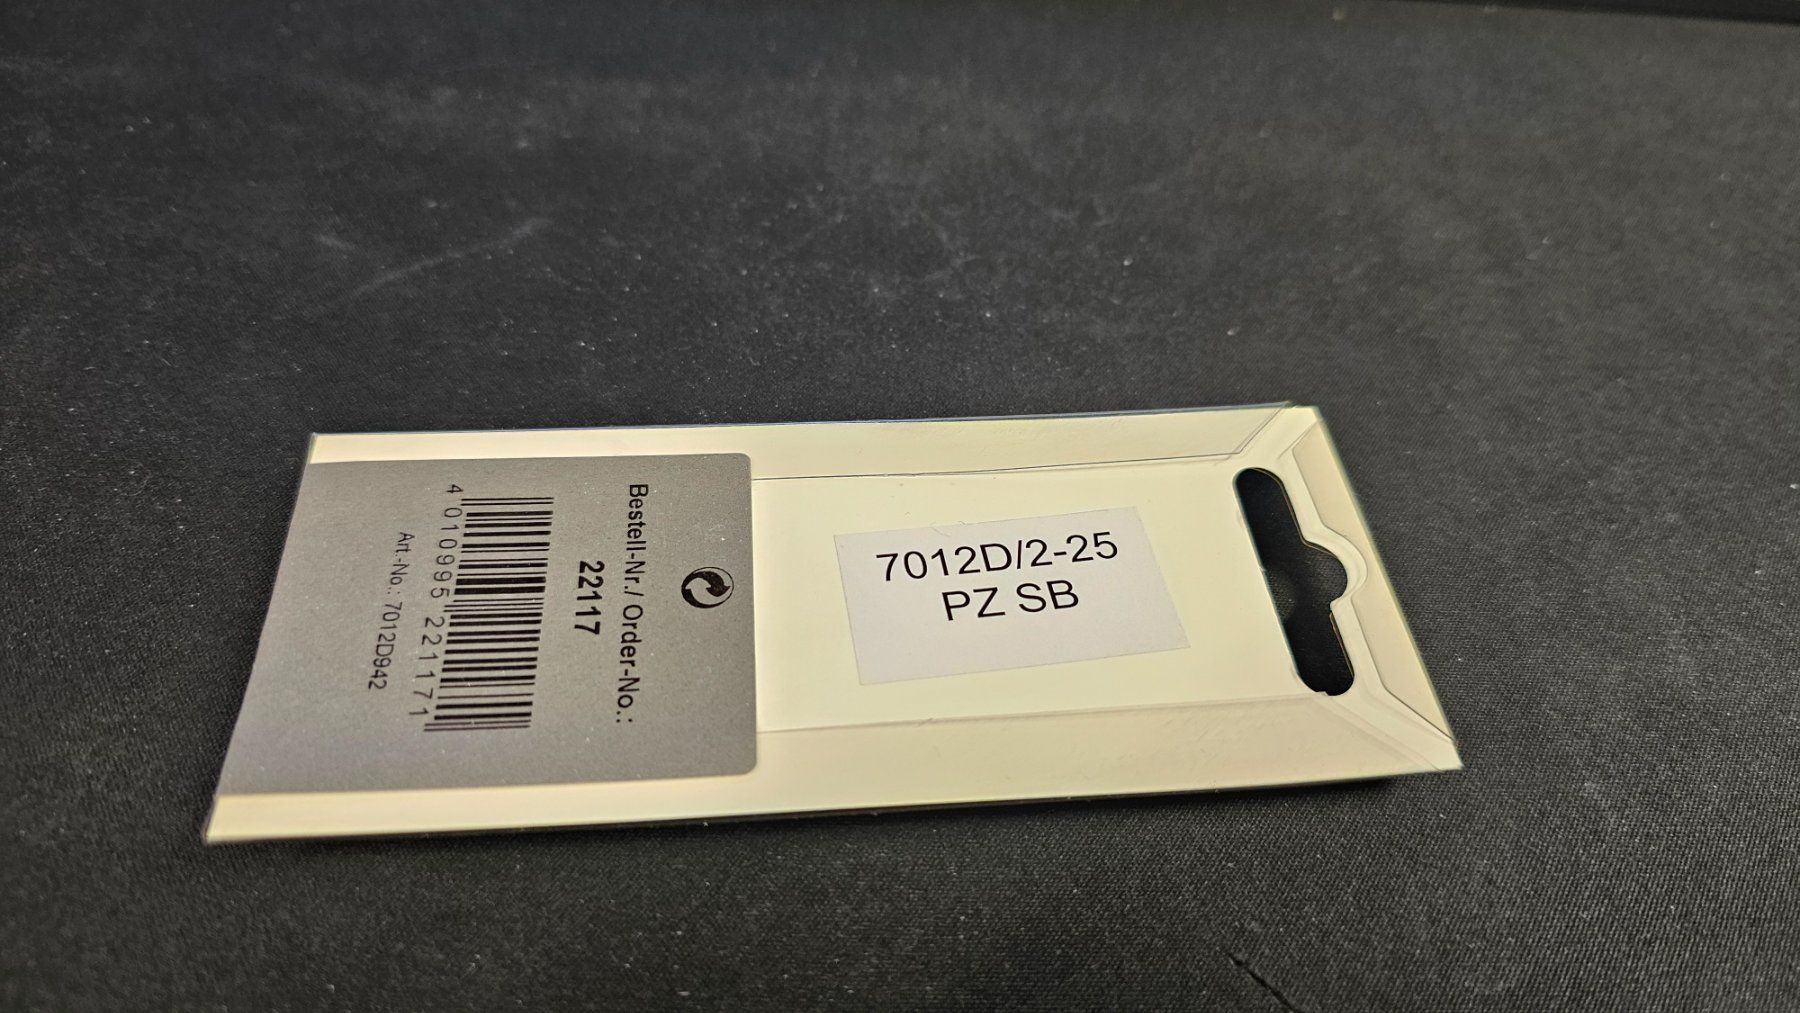 Bestell-Nr./ Order-No.:
22117
4 010995 221171
Art.-No.: 7012D942
7012D/2-25
PZ SB